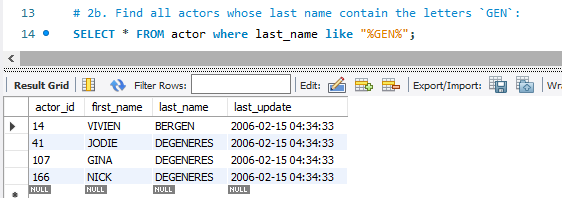 13 # 2b. Find all actors whose last name contain the letters `GEN`:
14 SELECT * FROM actor where last_name like "%GEN%";
Result Grid Filter Rows: Edit: Export/Import:
actor_id first_name last_name last_update
14 VIVIEN BERGEN 2006-02-15 04:34:33
41 JODIE DEGENERES 2006-02-15 04:34:33
107 GINA DEGENERES 2006-02-15 04:34:33
166 NICK DEGENERES 2006-02-15 04:34:33
NULL NULL NULL NULL